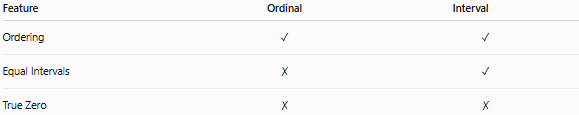 Feature Ordinal Interval
Ordering ✓ ✓
Equal Intervals ✗ ✓
True Zero ✗ ✗